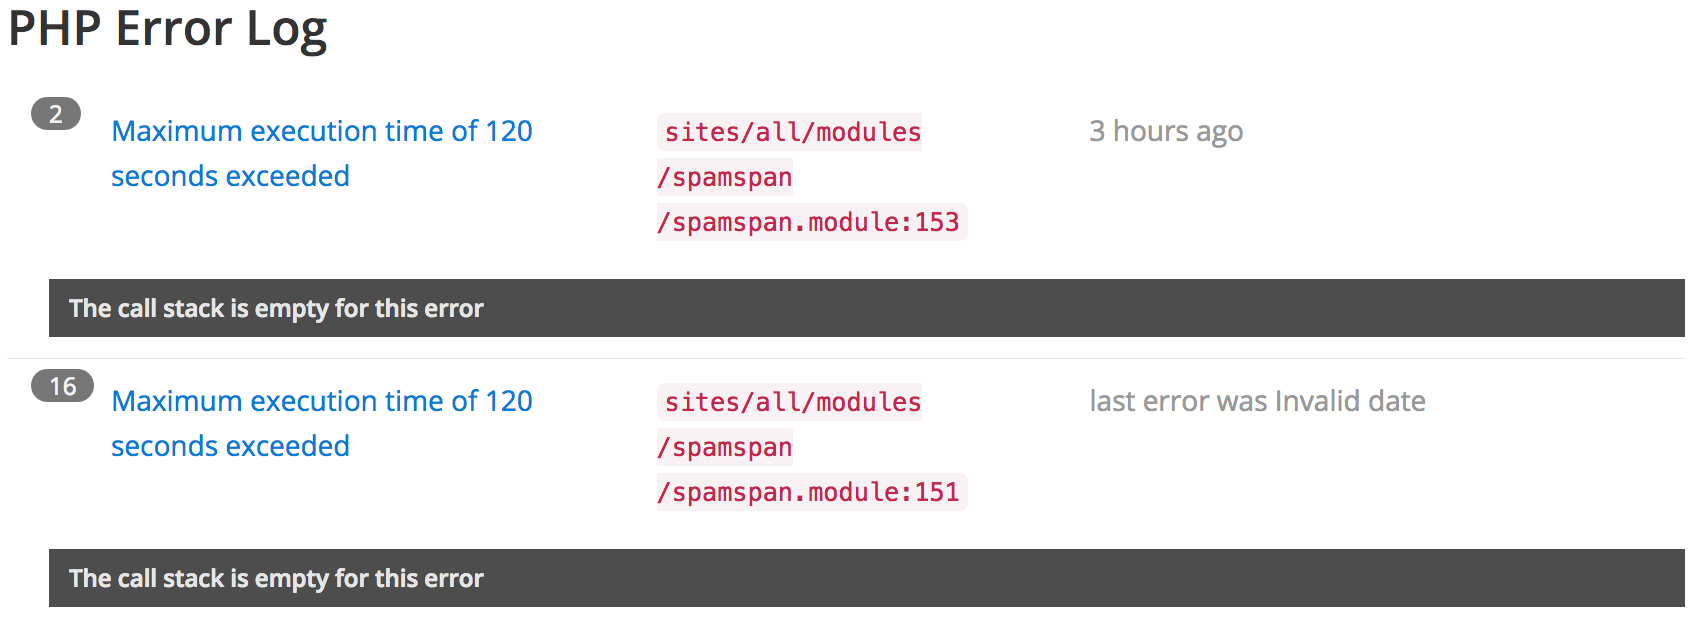 PHP Error Log
2
Maximum execution time of 120
seconds exceeded
sites/all/modules
/spamspan
/spamspan.module:153
3 hours ago
The call stack is empty for this error
16
Maximum execution time of 120
seconds exceeded
sites/all/modules
/spamspan
/spamspan.module:151
last error was Invalid date
The call stack is empty for this error